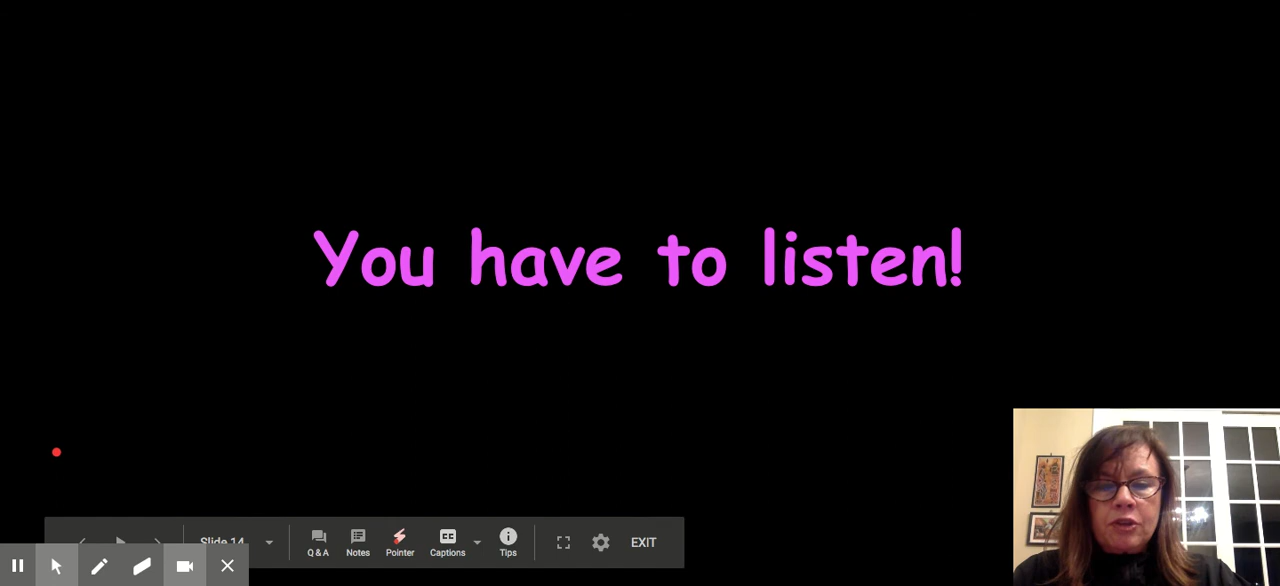 You have to listen!
Slide 14
Q & A Notes Pointer Captions Tips EXIT